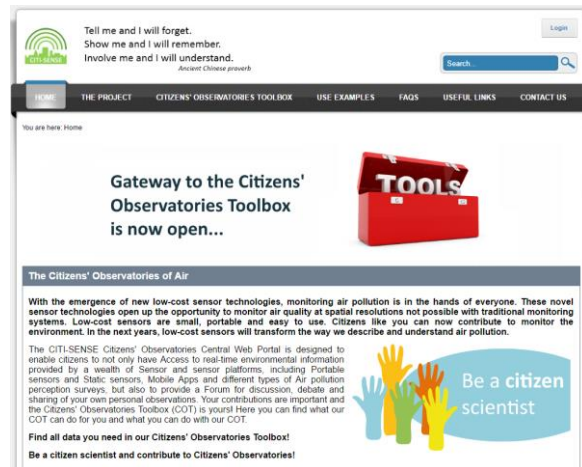 Tell me and I will forget.
Show me and I will remember.
Involve me and I will understand.
Ancient Chinese proverb
CITI-SENSE
Login
Search...
HOME THE PROJECT CITIZENS' OBSERVATORIES TOOLBOX USE EXAMPLES FAQS USEFUL LINKS CONTACT US
You are here: Home
Gateway to the Citizens'
Observatories Toolbox
is now open...
TOOLS
The Citizens' Observatories of Air
With the emergence of new low-cost sensor technologies, monitoring air pollution is in the hands of everyone. These novel
sensor technologies open up the opportunity to monitor air quality at spatial resolutions not possible with traditional monitoring
systems. Low-cost sensors are small, portable and easy to use. Citizens like you can now contribute to monitor the
environment. In the next years, low-cost sensors will transform the way we describe and understand air pollution.
The CITI-SENSE Citizens' Observatories Central Web Portal is designed to
enable citizens to not only have Access to real-time environmental information
provided by a wealth of Sensor and sensor platforms, including Portable
sensors and Static sensors, Mobile Apps and different types of Air pollution
perception surveys, but also to provide a Forum for discussion, debate and
sharing of your own personal observations. Your contributions are important and
the Citizens' Observatories Toolbox (COT) is yours! Here you can find what our
COT can do for you and what you can do with our COT.
Find all data you need in our Citizens' Observatories Toolbox!
Be a citizen scientist and contribute to Citizens' Observatories!
Be a citizen
scientist